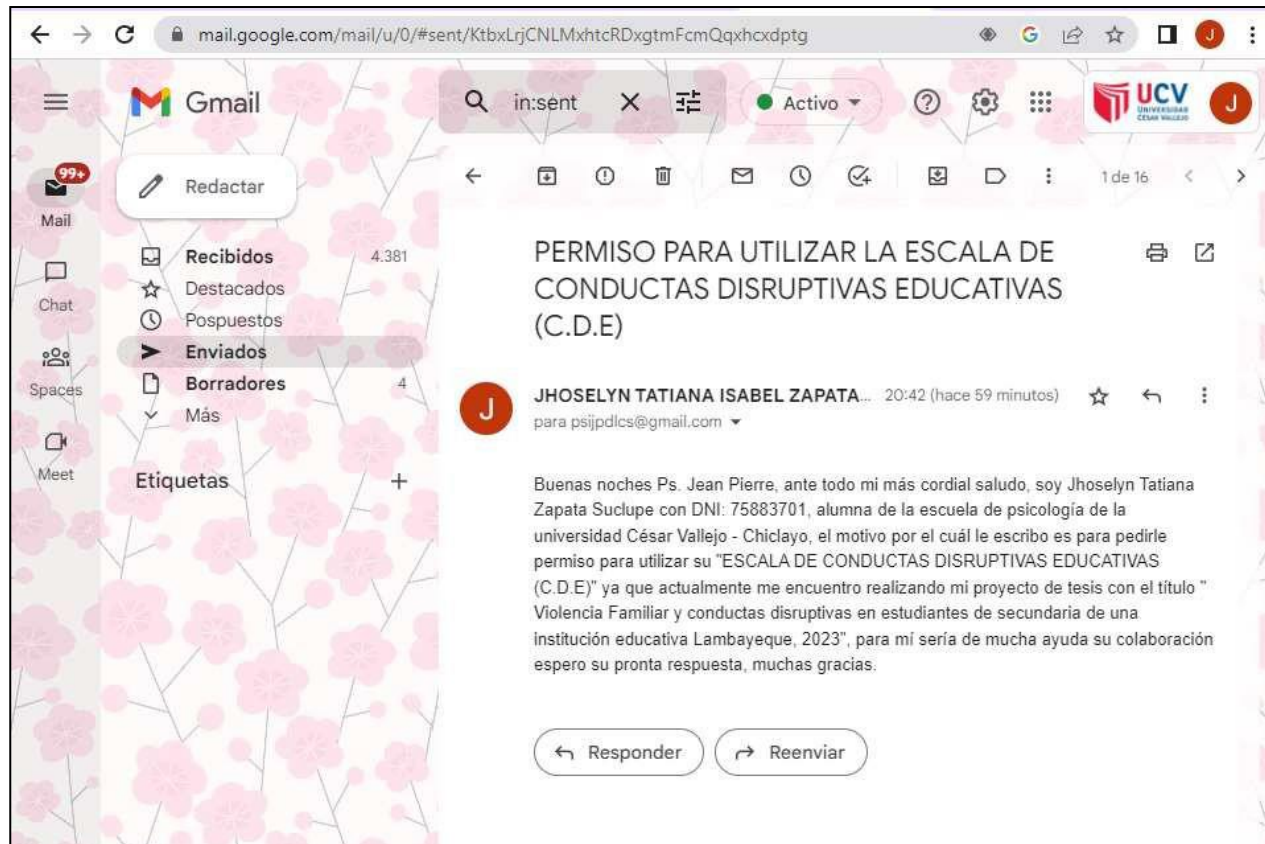 mail.google.com/mail/u/0/#sent/KtbxLrjCNLMxhtcRDxgtmFcmQqxhcxdptg
J
Gmail
in:sent
Activo
UCV
UNIVERSIDAD
CÉSAR VALLEJO
J
99+
Mail
Chat
Spaces
Meet
Redactar
Recibidos 4.381
Destacados
Pospuestos
Enviados
Borradores 4
Más
Etiquetas +
1 de 16
PERMISO PARA UTILIZAR LA ESCALA DE
CONDUCTAS DISRUPTIVAS EDUCATIVAS
(C.D.E)
J
JHOSELYN TATIANA ISABEL ZAPATA... 20:42 (hace 59 minutos)
para psijpdlcs@gmail.com
Buenas noches Ps. Jean Pierre, ante todo mi más cordial saludo, soy Jhoselyn Tatiana
Zapata Suclupe con DNI: 75883701, alumna de la escuela de psicología de la
universidad César Vallejo - Chiclayo, el motivo por el cuál le escribo es para pedirle
permiso para utilizar su "ESCALA DE CONDUCTAS DISRUPTIVAS EDUCATIVAS
(C.D.E)" ya que actualmente me encuentro realizando mi proyecto de tesis con el título "
Violencia Familiar y conductas disruptivas en estudiantes de secundaria de una
institución educativa Lambayeque, 2023", para mí sería de mucha ayuda su colaboración
espero su pronta respuesta, muchas gracias.
Responder
Reenviar